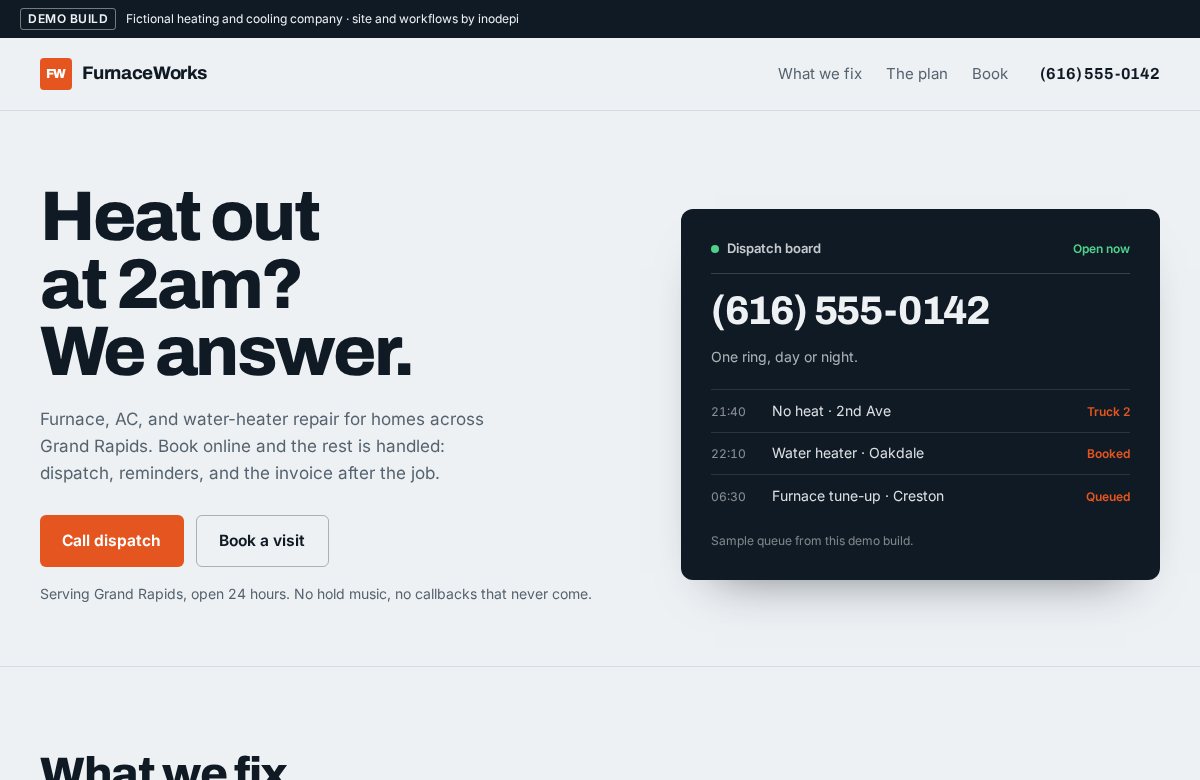 DEMO BUILD Fictional heating and cooling company · site and workflows by inodepi
FW FurnaceWorks What we fix The plan Book (616) 555-0142
Heat out
at 2am?
We answer.
Furnace, AC, and water-heater repair for homes across
Grand Rapids. Book online and the rest is handled:
dispatch, reminders, and the invoice after the job.
Call dispatch Book a visit
Serving Grand Rapids, open 24 hours. No hold music, no callbacks that never come.
Dispatch board Open now
(616) 555-0142
One ring, day or night.
21:40 No heat · 2nd Ave Truck 2
22:10 Water heater · Oakdale Booked
06:30 Furnace tune-up · Creston Queued
Sample queue from this demo build.
What we fix